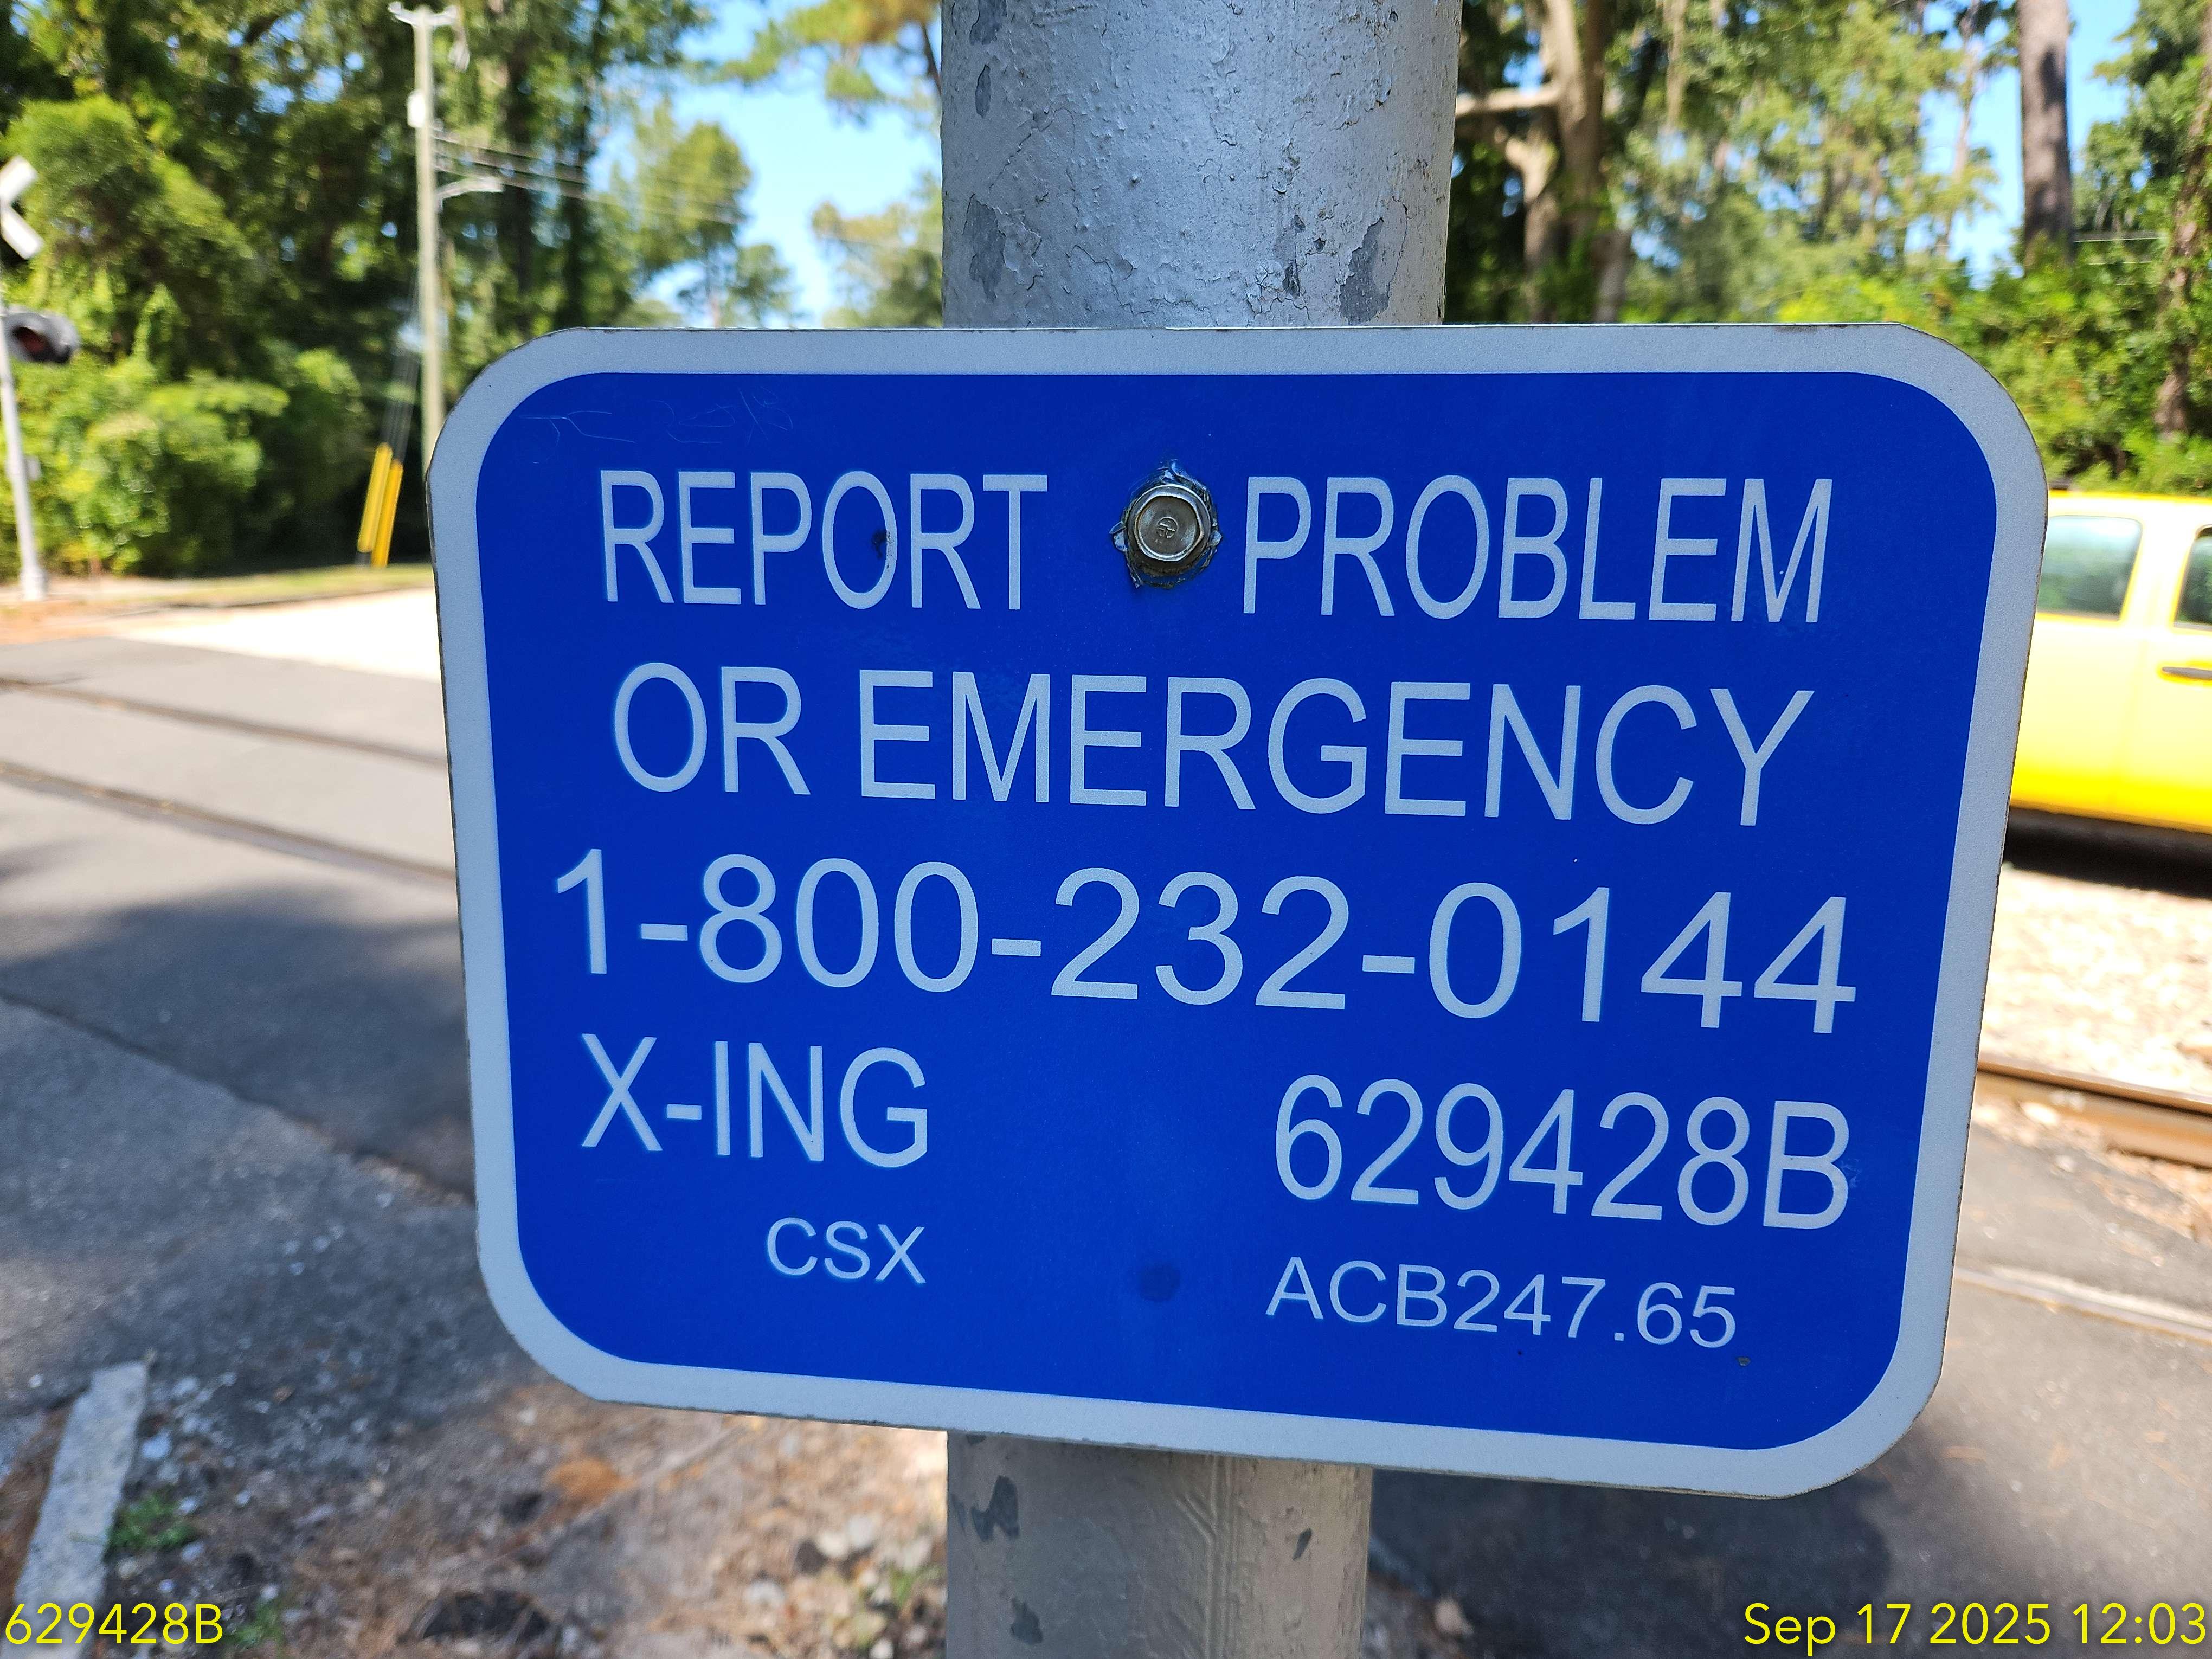 REPORT PROBLEM
OR EMERGENCY
1-800-232-0144
X-ING 629428B
CSX ACB247.65
629428B Sep 17 2025 12:03